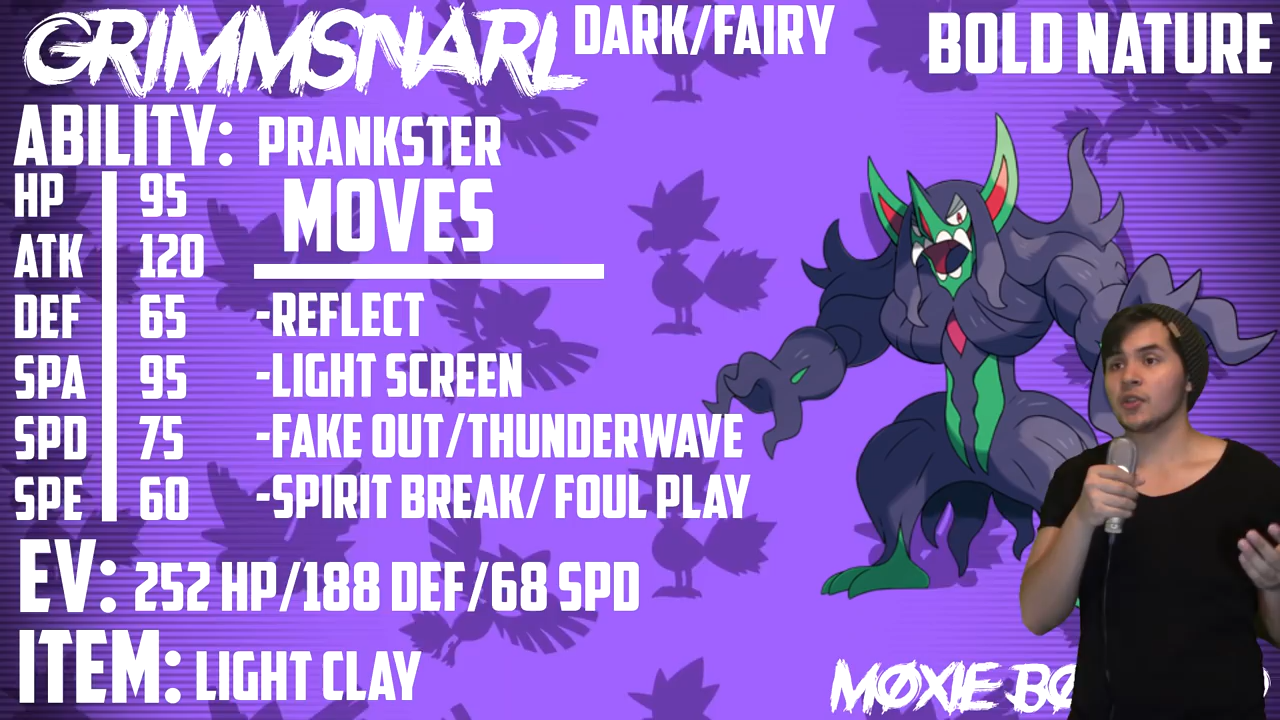 GRIMMSNARL DARK/FAIRY BOLD NATURE
ABILITY: PRANKSTER
HP 95
ATK 120
DEF 65
SPA 95
SPD 75
SPE 60
MOVES
-REFLECT
-LIGHT SCREEN
-FAKE OUT/THUNDERWAVE
-SPIRIT BREAK/ FOUL PLAY
EV: 252 HP/188 DEF/68 SPD
ITEM: LIGHT CLAY
MØXIE